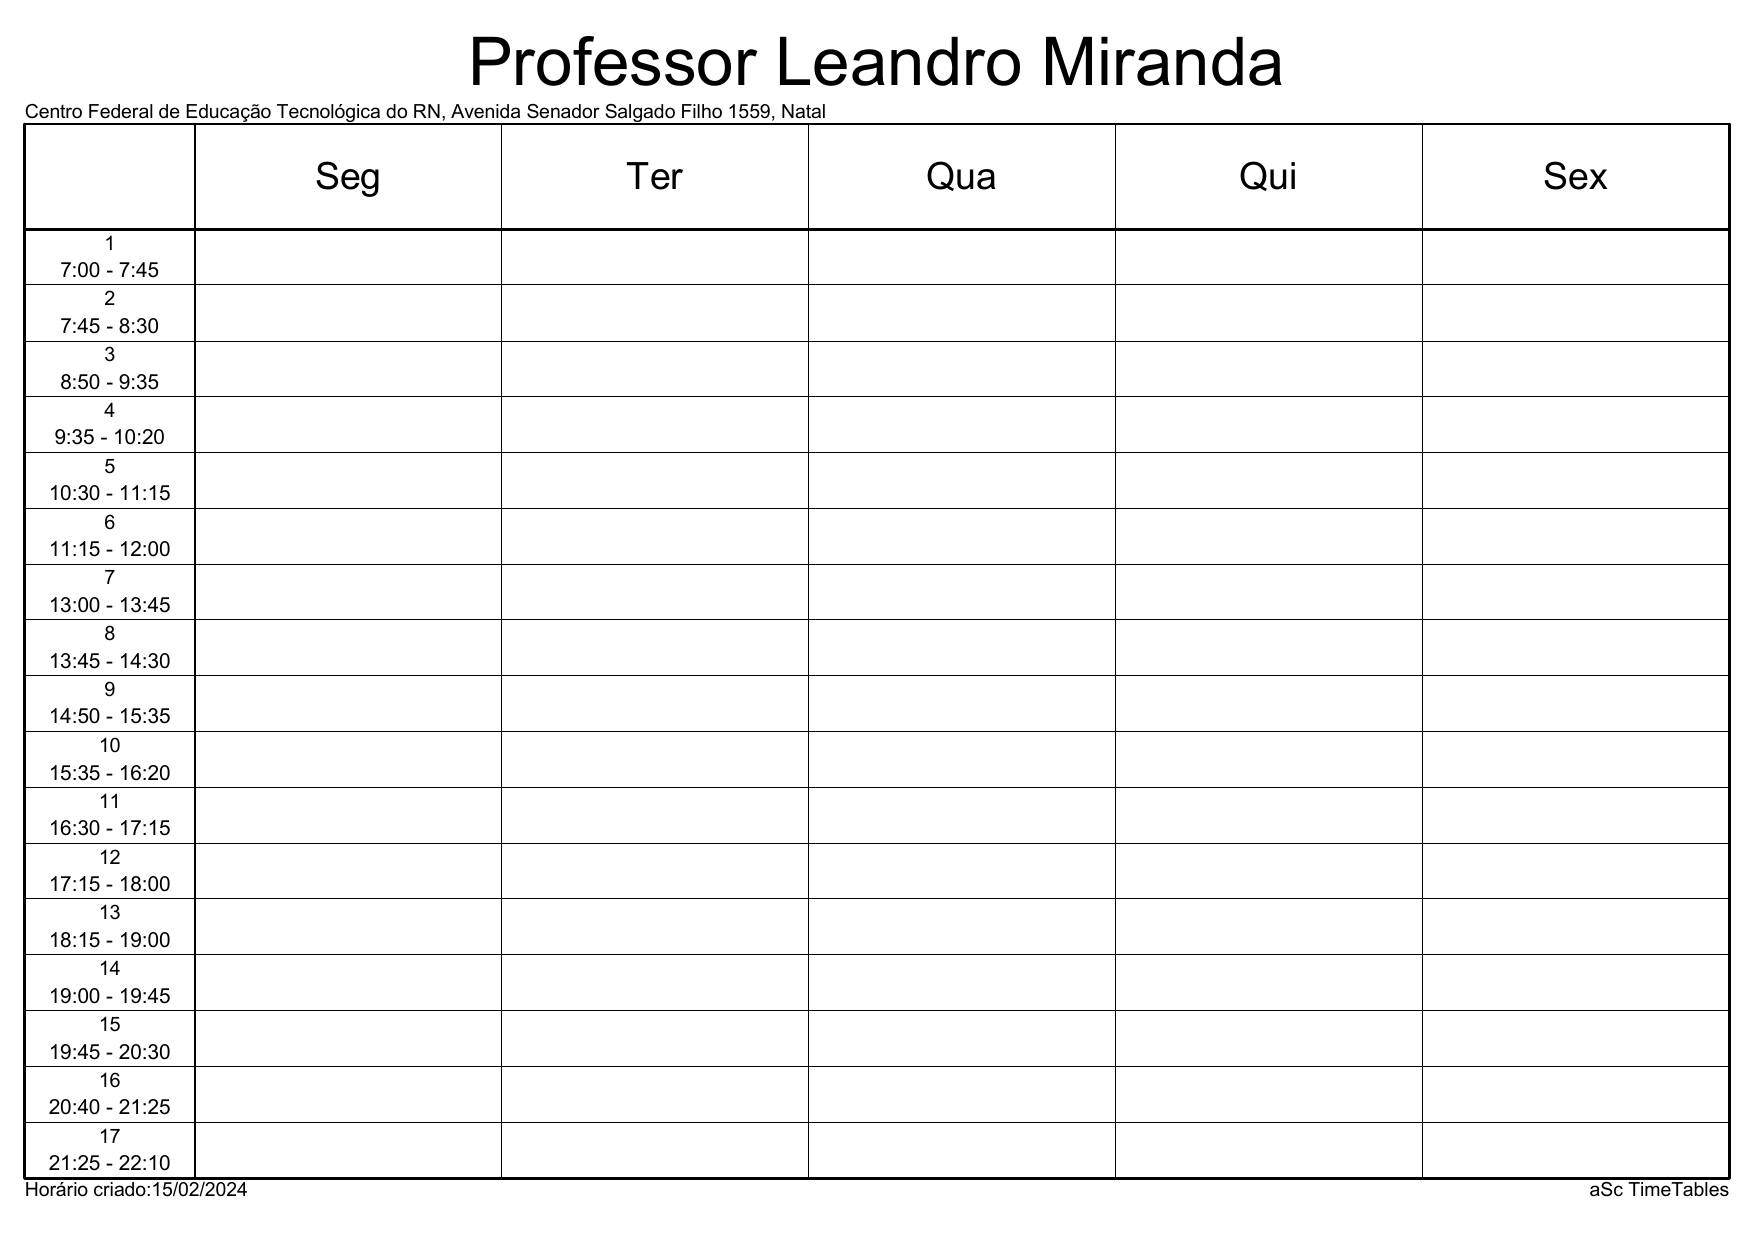 Professor Leandro Miranda
Centro Federal de Educação Tecnológica do RN, Avenida Senador Salgado Filho 1559, Natal
Seg Ter Qua Qui Sex
1
7:00 - 7:45
2
7:45 - 8:30
3
8:50 - 9:35
4
9:35 - 10:20
5
10:30 - 11:15
6
11:15 - 12:00
7
13:00 - 13:45
8
13:45 - 14:30
9
14:50 - 15:35
10
15:35 - 16:20
11
16:30 - 17:15
12
17:15 - 18:00
13
18:15 - 19:00
14
19:00 - 19:45
15
19:45 - 20:30
16
20:40 - 21:25
17
21:25 - 22:10
Horário criado:15/02/2024 aSc TimeTables